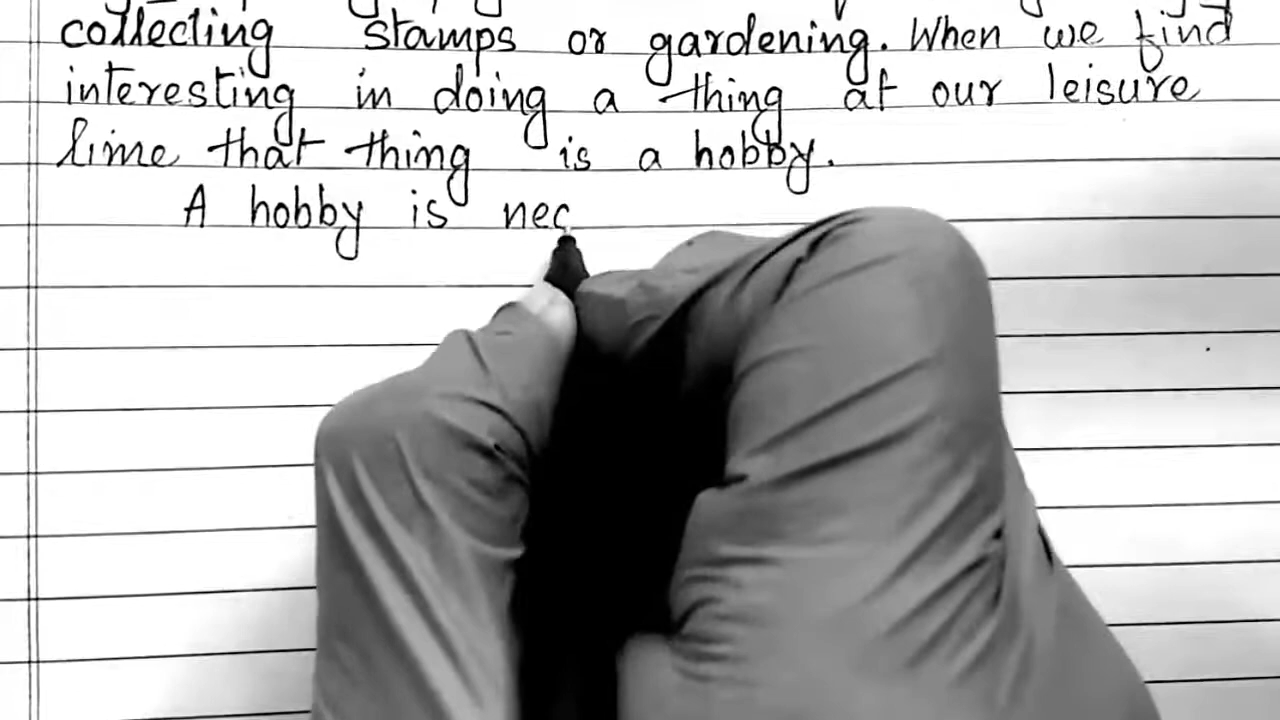 collecting stamps or gardening. When we find
interesting in doing a thing at our leisure
lime that thing is a hobby.
A hobby is nec